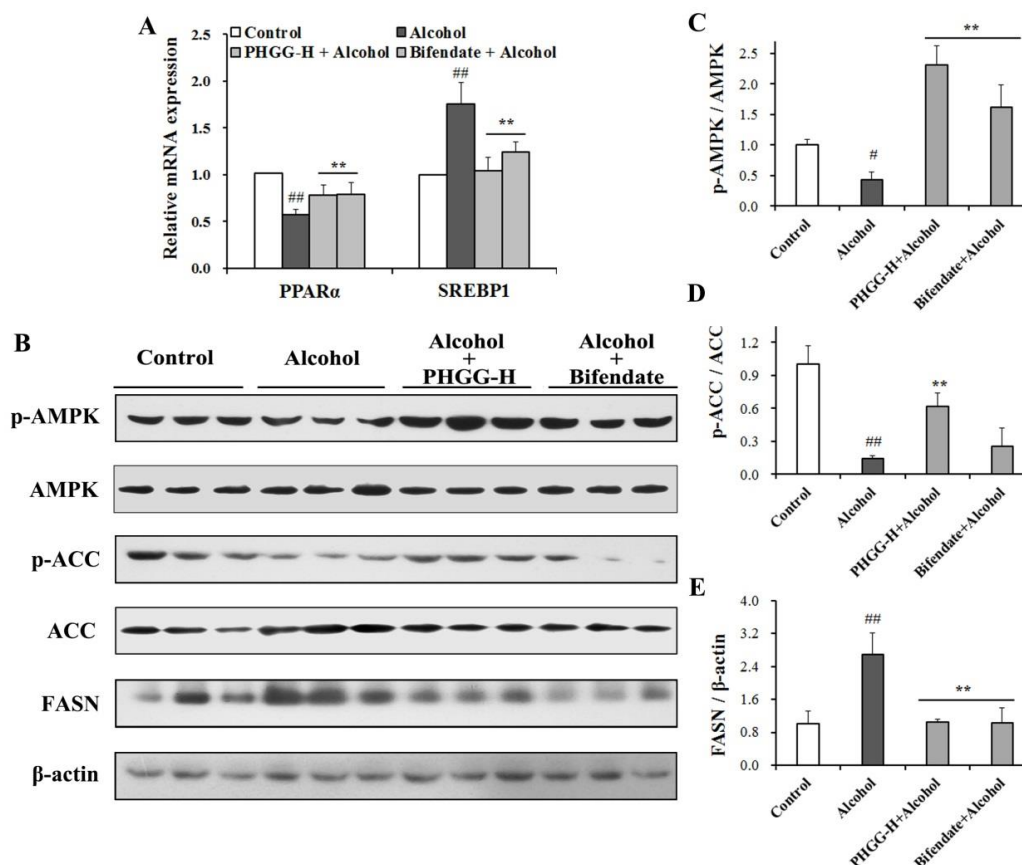 A
Control
Alcohol
PHGG-H + Alcohol
Bifendate + Alcohol
Relative mRNA expression
2.5
2.0
1.5
1.0
0.5
0.0
##
**
##
**
PPARα
SREBP1
B
Control
Alcohol
Alcohol
+
PHGG-H
Alcohol
+
Bifendate
p-AMPK
AMPK
p-ACC
ACC
FASN
β-actin
C
p-AMPK / AMPK
3.0
2.5
2.0
1.5
1.0
0.5
0.0
#
**
Control
Alcohol
PHGG-H+Alcohol
Bifendate+Alcohol
D
p-ACC / ACC
1.2
0.9
0.6
0.3
0.0
##
**
Control
Alcohol
PHGG-H+Alcohol
Bifendate+Alcohol
E
FASN / β-actin
4.0
3.2
2.4
1.6
0.8
0.0
##
**
Control
Alcohol
PHGG-H+Alcohol
Bifendate+Alcohol